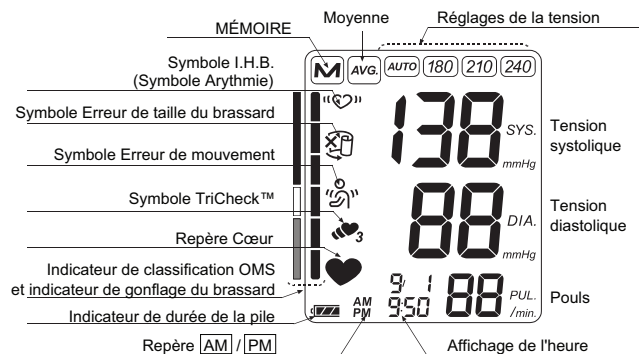 Moyenne
Réglages de la tension
MÉMOIRE
M AVG. AUTO 180 210 240
Symbole I.H.B.
(Symbole Arythmie)
Symbole Erreur de taille du brassard
138 SYS. mmHg
Tension
systolique
Symbole Erreur de mouvement
Symbole TriCheck™
3
88 DIA. mmHg
Tension
diastolique
Repère Cœur
Indicateur de classification OMS
et indicateur de gonflage du brassard
9/ 1
AM
PM
9:50
88 PUL. /min.
Pouls
Indicateur de durée de la pile
Repère AM / PM
Affichage de l'heure